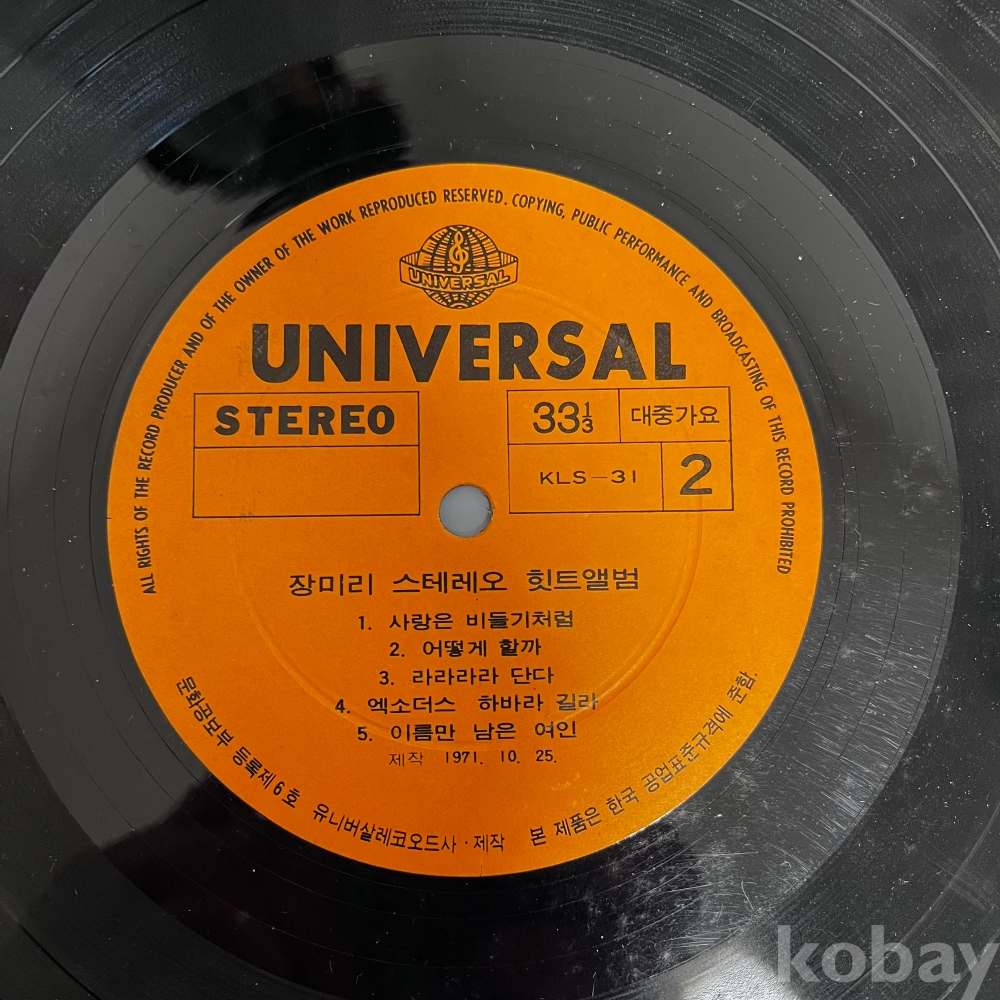 ALL RIGHTS OF THE RECORD PRODUCER AND OF THE OWNER OF THE WORK REPRODUCED RESERVED. COPYING, PUBLIC PERFORMANCE AND BROADCASTING OF THIS RECORD PROHIBITED
UNIVERSAL
UNIVERSAL
STEREO
33⅓ 대중가요
KLS-31 2
장미리 스테레오 힛트앨범
1. 사랑은 비들기처럼
2. 어떻게 할까
3. 라라라라 단다
4. 엑소더스 하바라 길라
5. 이름만 남은 여인
제작 1971. 10. 25.
문화공보부 등록제 6호 유니버살레코오드사·제작 본 제품은 한국 공업표준규격에 준함.
kobay